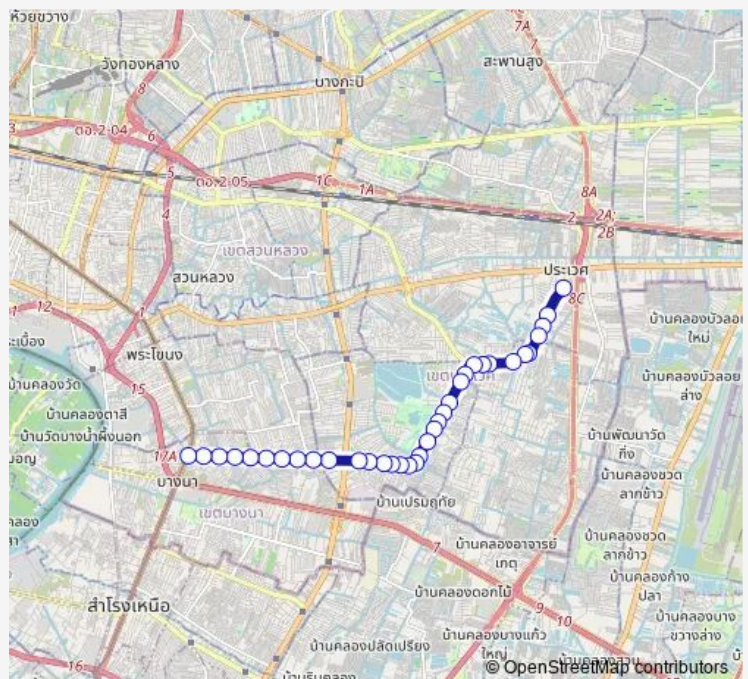 ห้วยขวาง
วังทองหลาง
8
7A
7
สะพานสูง
บางกะปิ
3
ดอ.2-04
6
5
ดอ.2-05
1C
1A
8A
2
2A;
2B
4
เขตสวนหลวง
สวนหลวง
ประเวศ
8C
12
1
บ้านคลองบัวลอย
ใหม่
พระโขนง
บ้านคลองวัด
15
บ้านคลองบัวลอย
ล่าง
บ้านคลองตาสี
บ้านวัดบางน้ำผึ้งนอก
บ้านพัฒนาวัด
กิ่ง
17A
บางนา
บ้านคลองชวด
ลากข้าว
บ้านเปรมฤทัย
เขตบางนา
7
บ้านคลองอาจารย์
เกตุ
บ้านคลองชวด
ลากข้าว
บ้านคลองก้าง
ปลา
บ้านคลองดอกไม้
สำโรงเหนือ
9
10
บ้านคลองบาง
ขวางล่าง
บ้านคลองบางแก้ว
ใหญ่
บ้านคลองปลัดเปรียง
16
© OpenStreetMap contributors